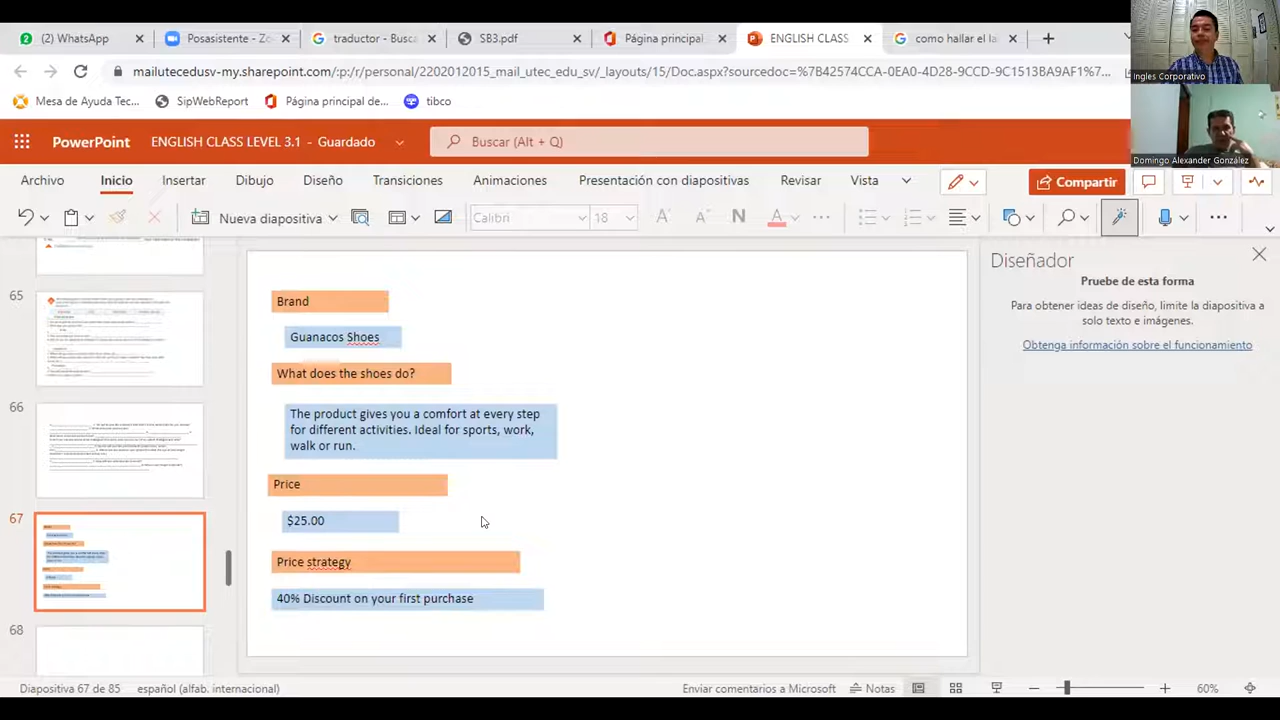 (2) WhatsApp
Posasistente - Zo
traductor - Busca
SBS
Página principal
ENGLISH CLASS
como hallar el la
mailutecedusv-my.sharepoint.com/:p:/r/personal/2202012015_mail_utec_edu_sv/_layouts/15/Doc.aspx?sourcedoc=%7B42574CCA-0EA0-4D28-9CCD-9C1513BA9AF1%7...
Ingles Corporativo
Mesa de Ayuda Tec...
SipWebReport
Página principal de...
tibco
PowerPoint
ENGLISH CLASS LEVEL 3.1 - Guardado
Buscar (Alt + Q)
Domingo Alexander González
Archivo
Inicio
Insertar
Dibujo
Diseño
Transiciones
Animaciones
Presentación con diapositivas
Revisar
Vista
Compartir
Nueva diapositiva
Calibri
18
N
A
65
66
67
68
Brand
Guanacos Shoes
What does the shoes do?
The product gives you a comfort at every step
for different activities. Ideal for sports, work,
walk or run.
Price
$25.00
Price strategy
40% Discount on your first purchase
Diseñador
Pruebe de esta forma
Para obtener ideas de diseño, limite la diapositiva a
solo texto e imágenes.
Obtenga información sobre el funcionamiento
Diapositiva 67 de 85
español (alfab. internacional)
Enviar comentarios a Microsoft
Notas
60%